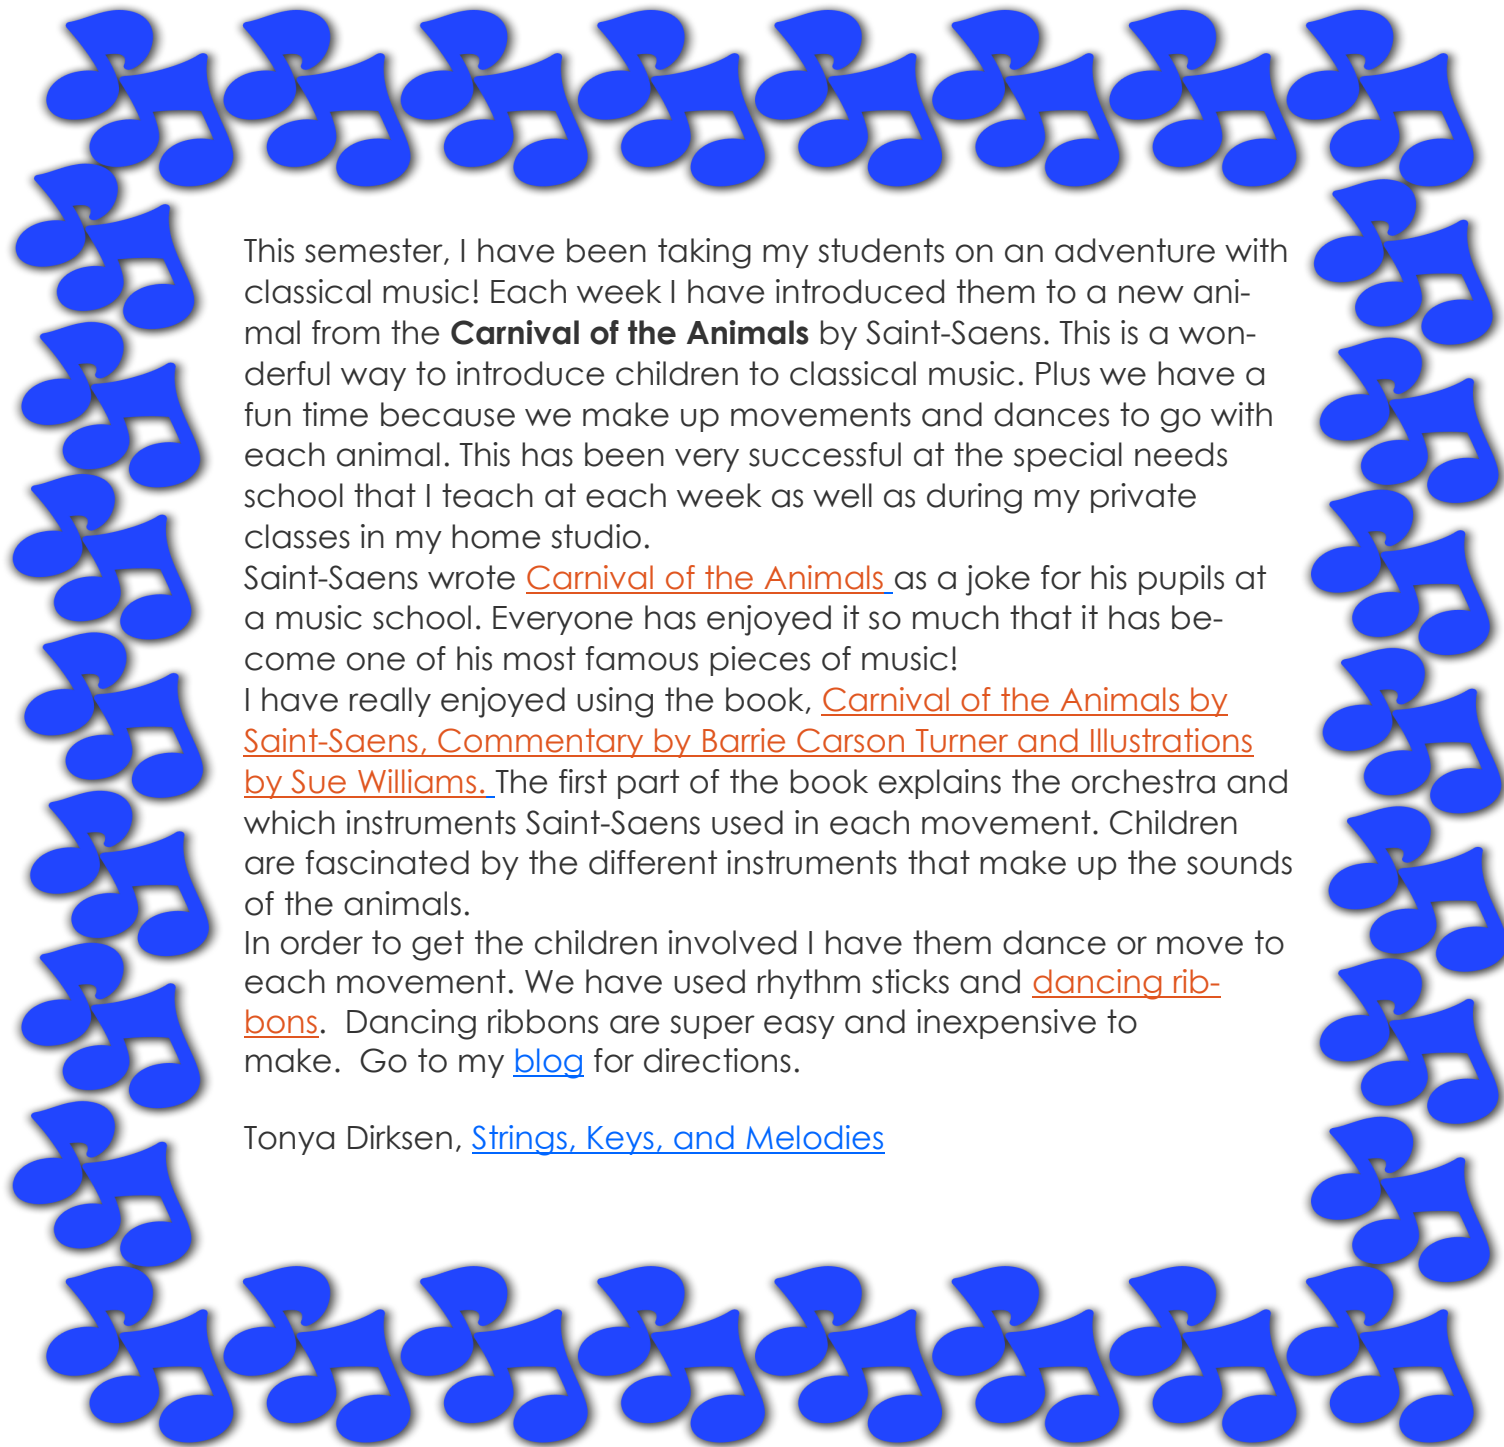 This semester, I have been taking my students on an adventure with
classical music! Each week I have introduced them to a new ani-
mal from the Carnival of the Animals by Saint-Saens. This is a won-
derful way to introduce children to classical music. Plus we have a
fun time because we make up movements and dances to go with
each animal. This has been very successful at the special needs
school that I teach at each week as well as during my private
classes in my home studio.
Saint-Saens wrote Carnival of the Animals as a joke for his pupils at
a music school. Everyone has enjoyed it so much that it has be-
come one of his most famous pieces of music!
I have really enjoyed using the book, Carnival of the Animals by
Saint-Saens, Commentary by Barrie Carson Turner and Illustrations
by Sue Williams. The first part of the book explains the orchestra and
which instruments Saint-Saens used in each movement. Children
are fascinated by the different instruments that make up the sounds
of the animals.
In order to get the children involved I have them dance or move to
each movement. We have used rhythm sticks and dancing rib-
bons.  Dancing ribbons are super easy and inexpensive to
make.  Go to my blog for directions.
Tonya Dirksen, Strings, Keys, and Melodies